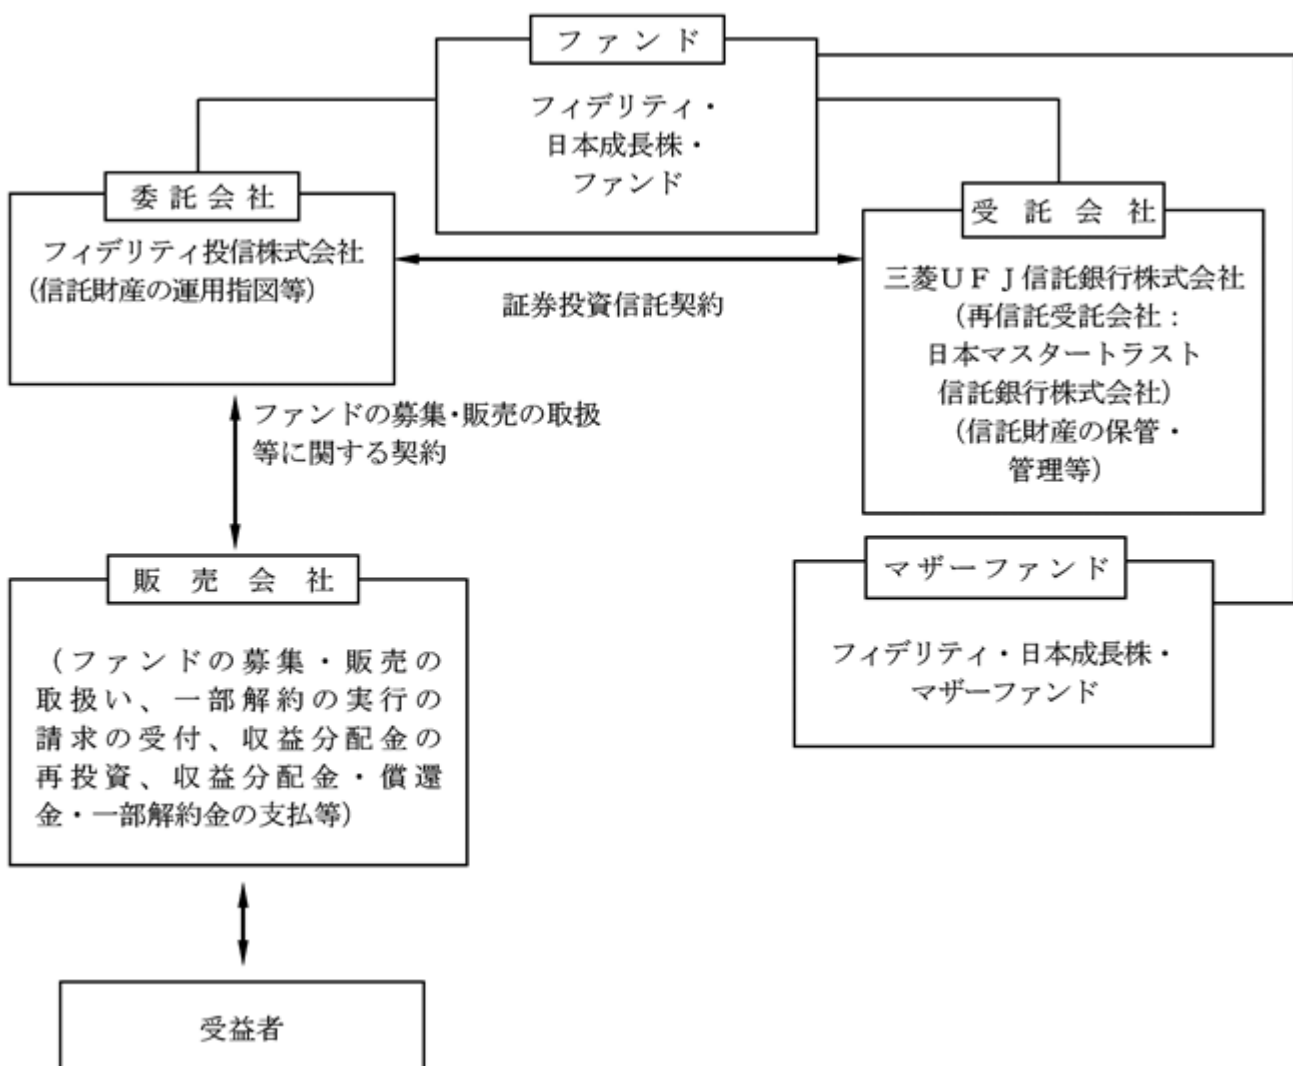 ファンド
フィデリティ・
日本成長株・
ファンド
委託会社
フィデリティ投信株式会社
(信託財産の運用指図等)
証券投資信託契約
受託会社
三菱ＵＦＪ信託銀行株式会社
(再信託受託会社：
日本マスタートラスト
信託銀行株式会社)
(信託財産の保管・
管理等)
ファンドの募集・販売の取扱
等に関する契約
販売会社
(ファンドの募集・販売の
取扱い、一部解約の実行の
請求の受付、収益分配金の
再投資、収益分配金・償還
金・一部解約金の支払等)
マザーファンド
フィデリティ・日本成長株・
マザーファンド
受益者